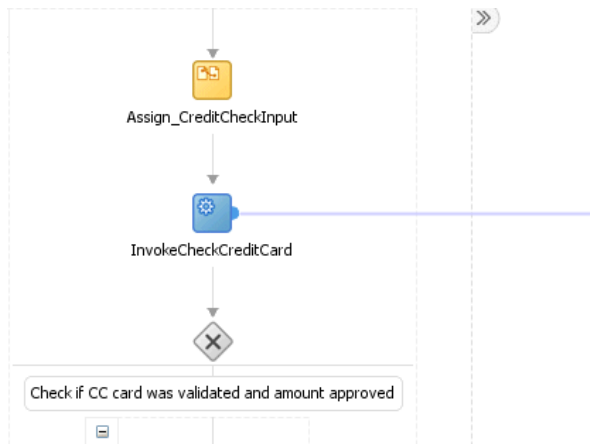 Assign_CreditCheckInput
InvokeCheckCreditCard
Check if CC card was validated and amount approved